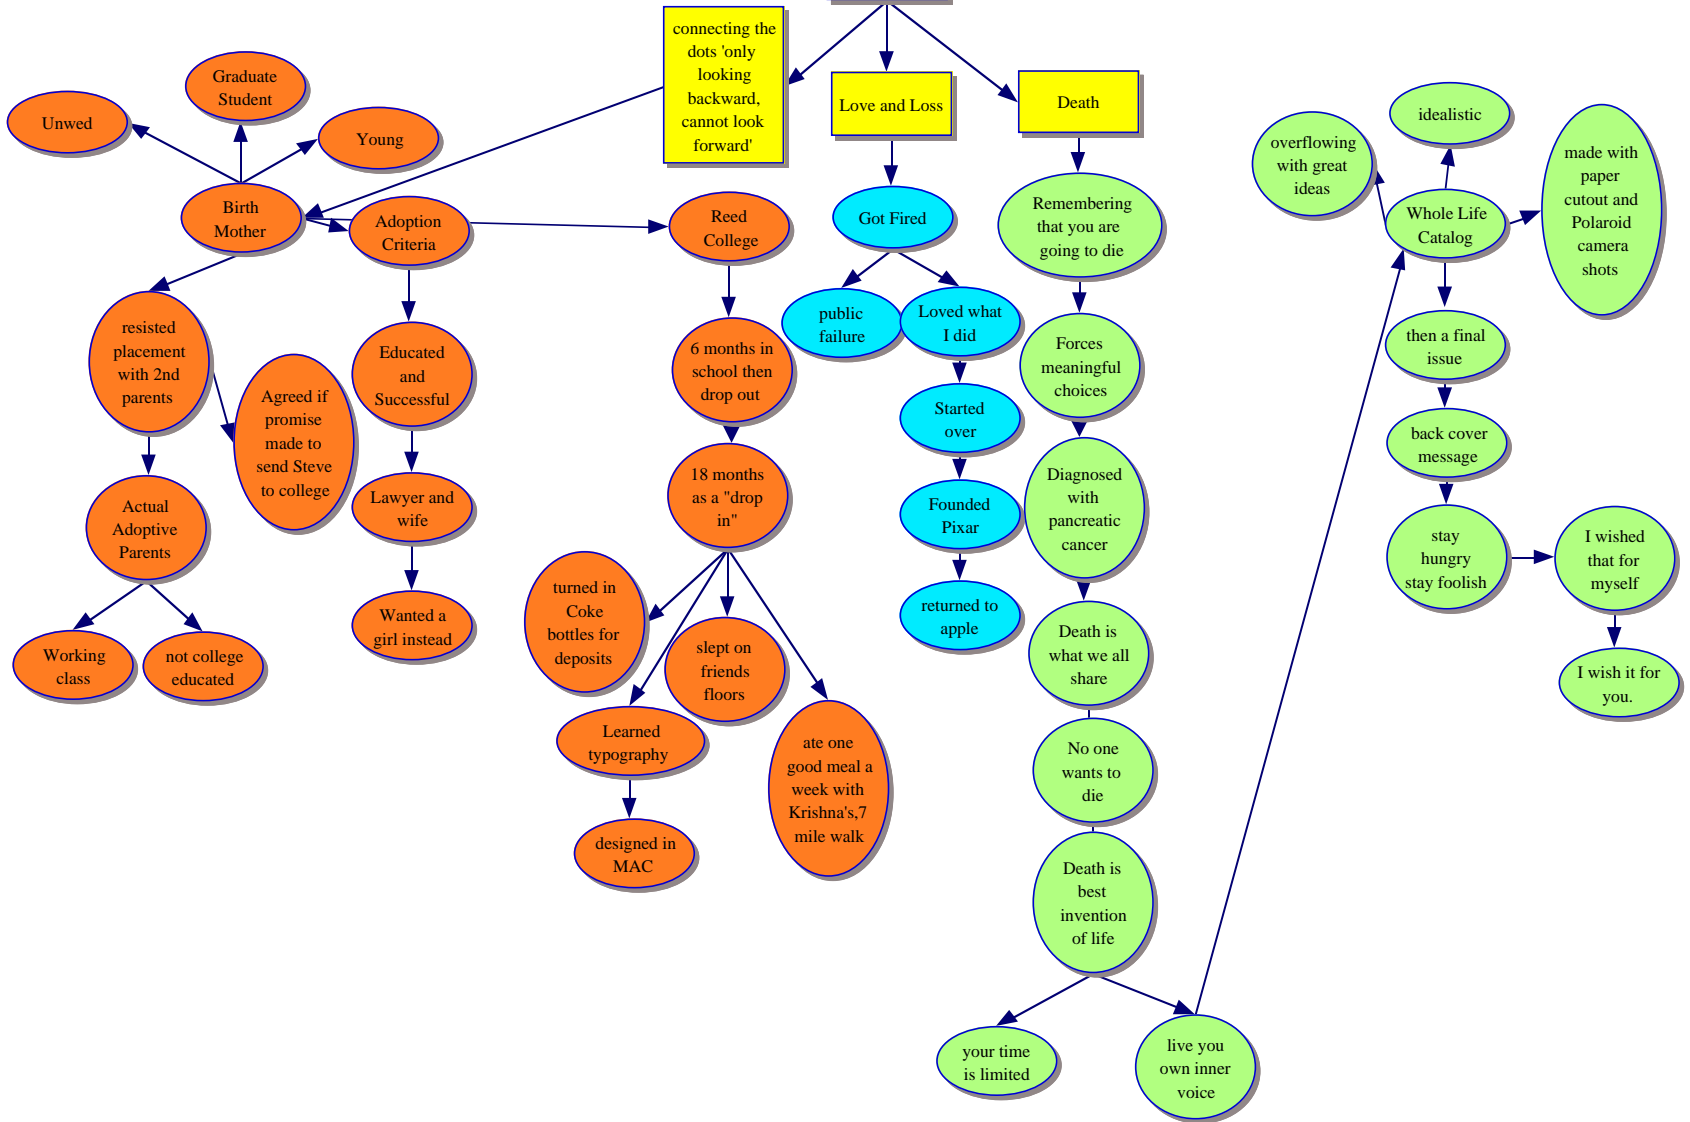 connecting the
dots 'only
looking
backward,
cannot look
forward'
Love and Loss
Death
Graduate
Student
Unwed
Young
Birth
Mother
Adoption
Criteria
Reed
College
resisted
placement
with 2nd
parents
Agreed if
promise
made to
send Steve
to college
Educated
and
Successful
Actual
Adoptive
Parents
Lawyer and
wife
Working
class
not college
educated
Wanted a
girl instead
6 months in
school then
drop out
18 months
as a "drop
in"
turned in
Coke
bottles for
deposits
slept on
friends
floors
Learned
typography
ate one
good meal a
week with
Krishna's,7
mile walk
designed in
MAC
Got Fired
public
failure
Loved what
I did
Started
over
Founded
Pixar
returned to
apple
Remembering
that you are
going to die
Forces
meaningful
choices
Diagnosed
with
pancreatic
cancer
Death is
what we all
share
No one
wants to
die
Death is
best
invention
of life
your time
is limited
live you
own inner
voice
overflowing
with great
ideas
idealistic
made with
paper
cutout and
Polaroid
camera
shots
Whole Life
Catalog
then a final
issue
back cover
message
stay
hungry
stay foolish
I wished
that for
myself
I wish it for
you.